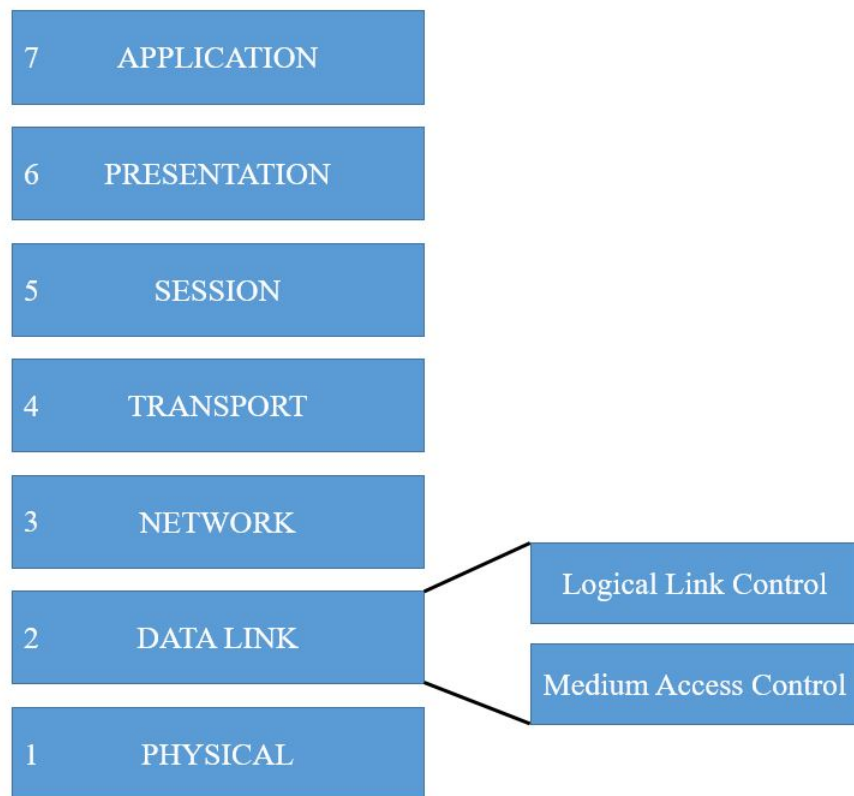 7 APPLICATION
6 PRESENTATION
5 SESSION
4 TRANSPORT
3 NETWORK
2 DATA LINK
1 PHYSICAL
Logical Link Control
Medium Access Control